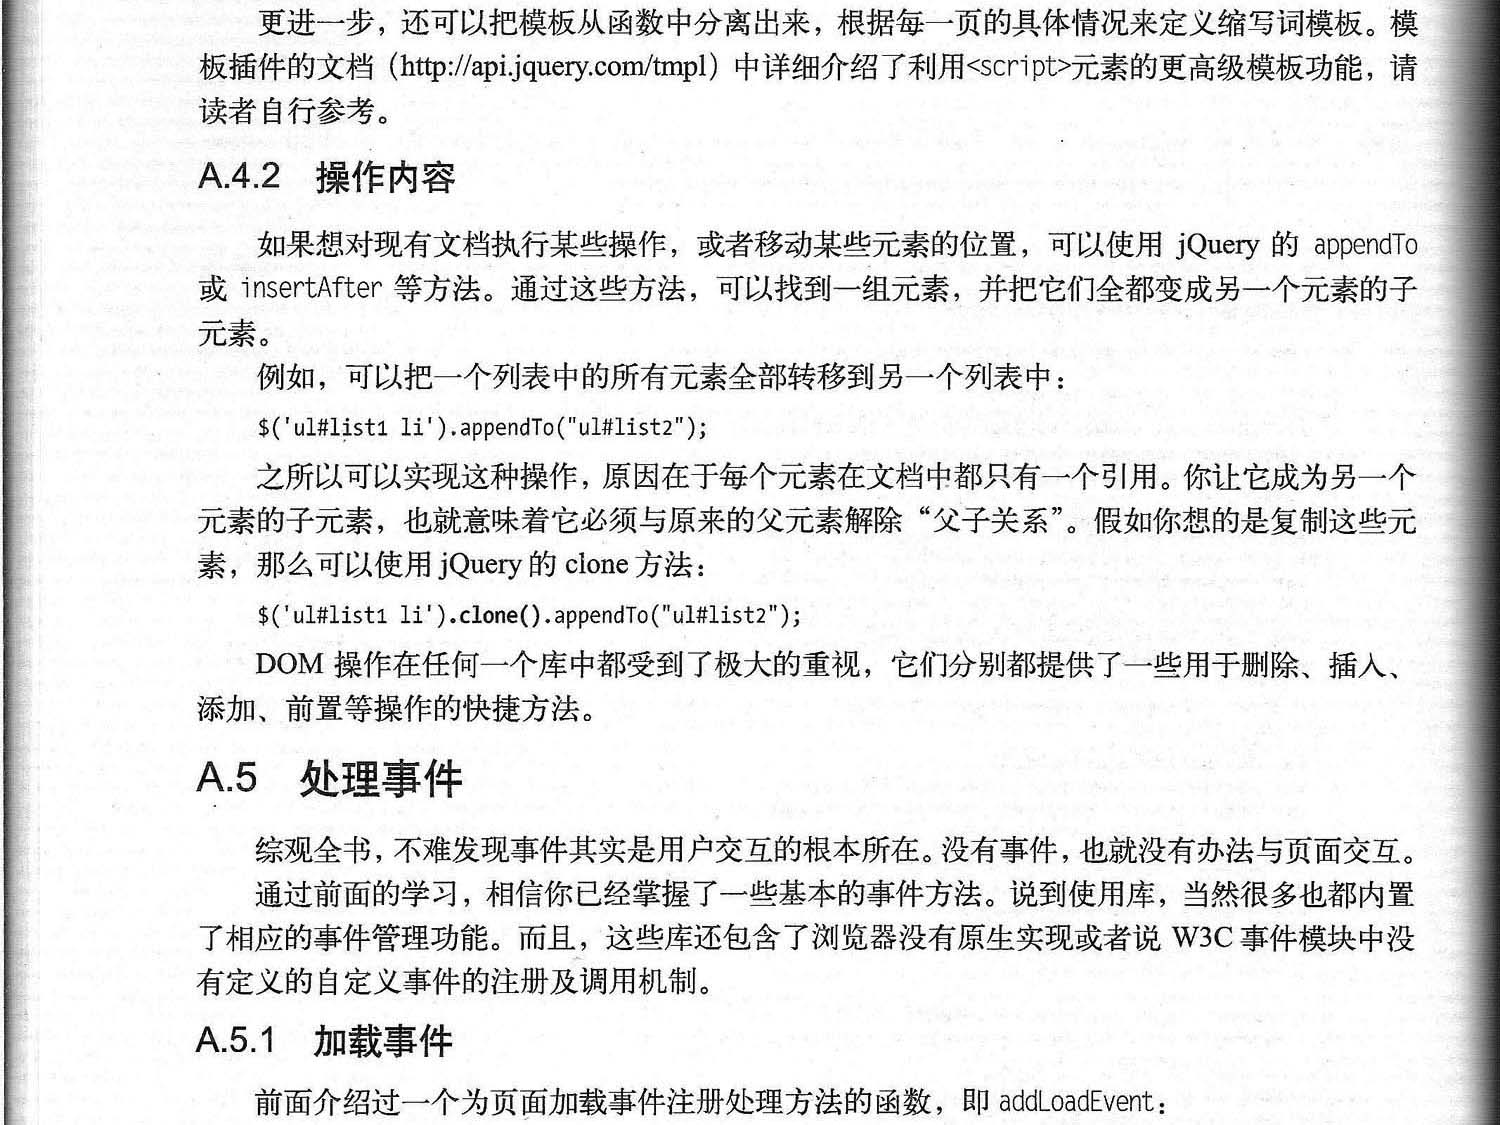 更进一步，还可以把模板从函数中分离出来，根据每一页的具体情况来定义缩写词模板。模
板插件的文档（http://api.jquery.com/tmpl）中详细介绍了利用<script>元素的更高级模板功能，请
读者自行参考。
A.4.2 操作内容
如果想对现有文档执行某些操作，或者移动某些元素的位置，可以使用 jQuery 的 appendTo
或 insertAfter 等方法。通过这些方法，可以找到一组元素，并把它们全都变成另一个元素的子
元素。
例如，可以把一个列表中的所有元素全部转移到另一个列表中：
$('ul#list1 li').appendTo("ul#list2");
之所以可以实现这种操作，原因在于每个元素在文档中都只有一个引用。你让它成为另一个
元素的子元素，也就意味着它必须与原来的父元素解除“父子关系”。假如你想的是复制这些元
素，那么可以使用 jQuery 的 clone 方法：
$('ul#list1 li').clone().appendTo("ul#list2");
DOM 操作在任何一个库中都受到了极大的重视，它们分别都提供了一些用于删除、插入、
添加、前置等操作的快捷方法。
A.5 处理事件
综观全书，不难发现事件其实是用户交互的根本所在。没有事件，也就没有办法与页面交互。
通过前面的学习，相信你已经掌握了一些基本的事件方法。说到使用库，当然很多也都内置
了相应的事件管理功能。而且，这些库还包含了浏览器没有原生实现或者说 W3C 事件模块中没
有定义的自定义事件的注册及调用机制。
A.5.1 加载事件
前面介绍过一个为页面加载事件注册处理方法的函数，即 addLoadEvent：